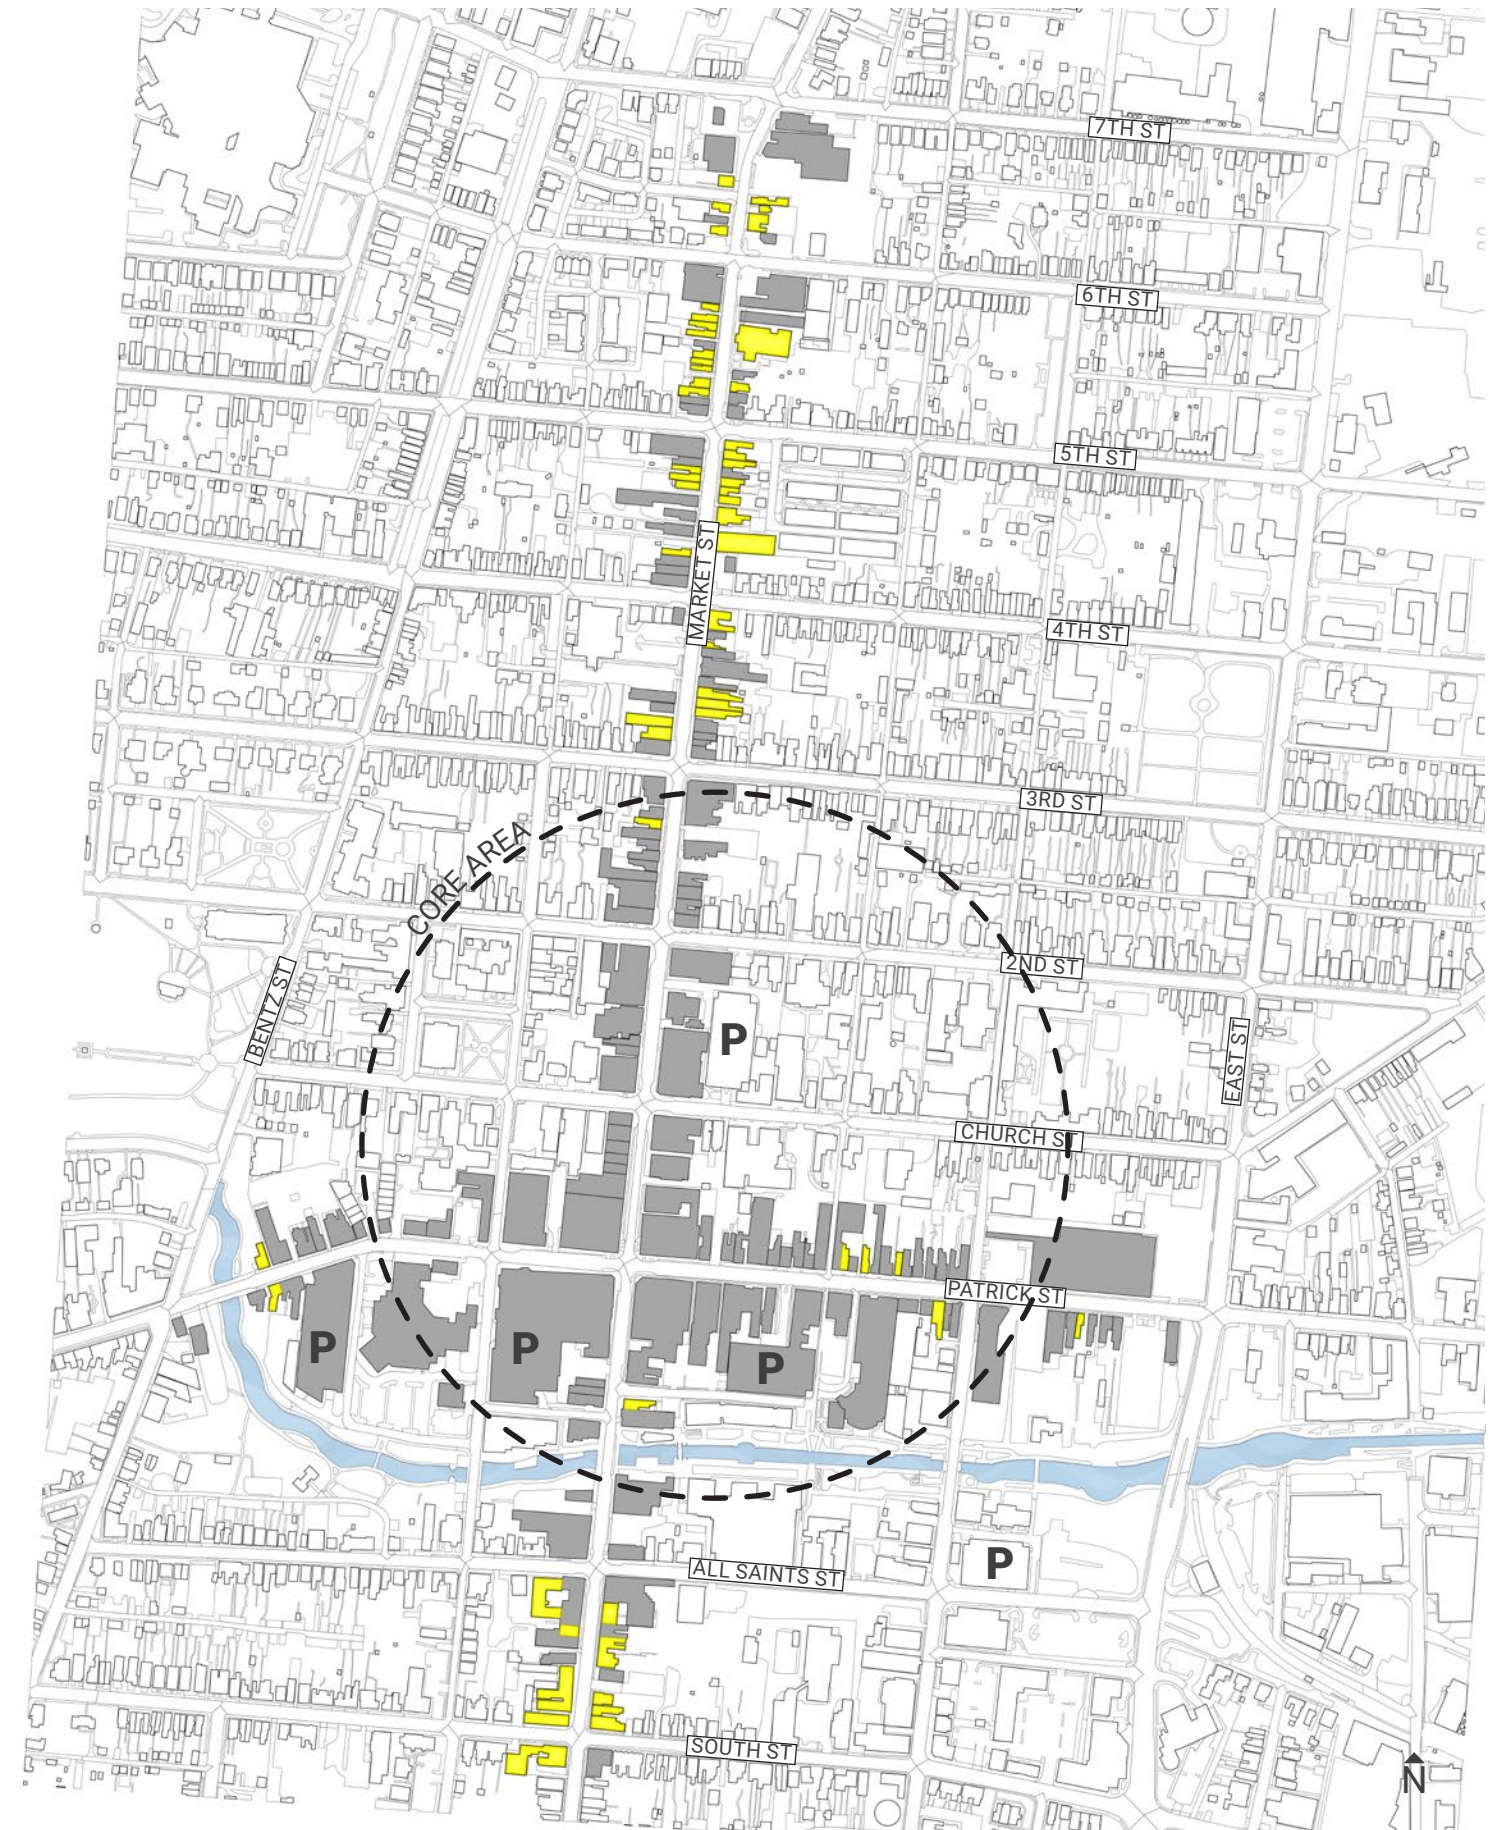 7TH ST
6TH ST
5TH ST
MARKET ST
4TH ST
3RD ST
CORE AREA
2ND ST
BENTZ ST
P
EAST ST
CHURCH ST
PATRICK ST
P
P
P
P
ALL SAINTS ST
SOUTH ST
N